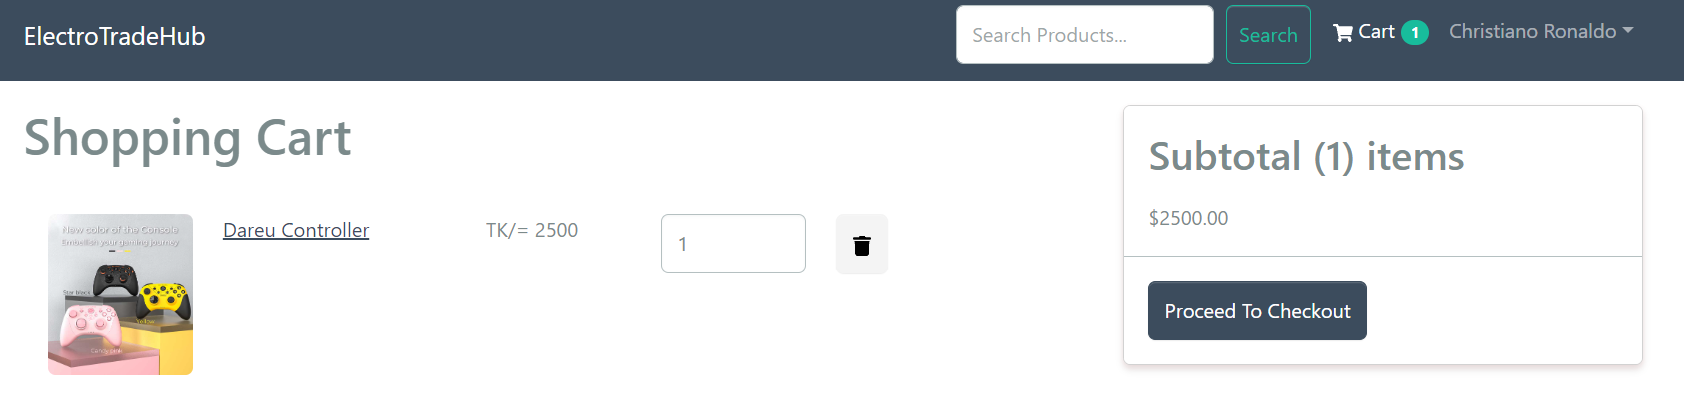 ElectroTradeHub
Search Products...
Search
Cart 1
Christiano Ronaldo
Shopping Cart
New color of the Console
Embellish your gaming journey
Star black
Yellow
Candy pink
Dareu Controller
TK/= 2500
1
Subtotal (1) items
$2500.00
Proceed To Checkout